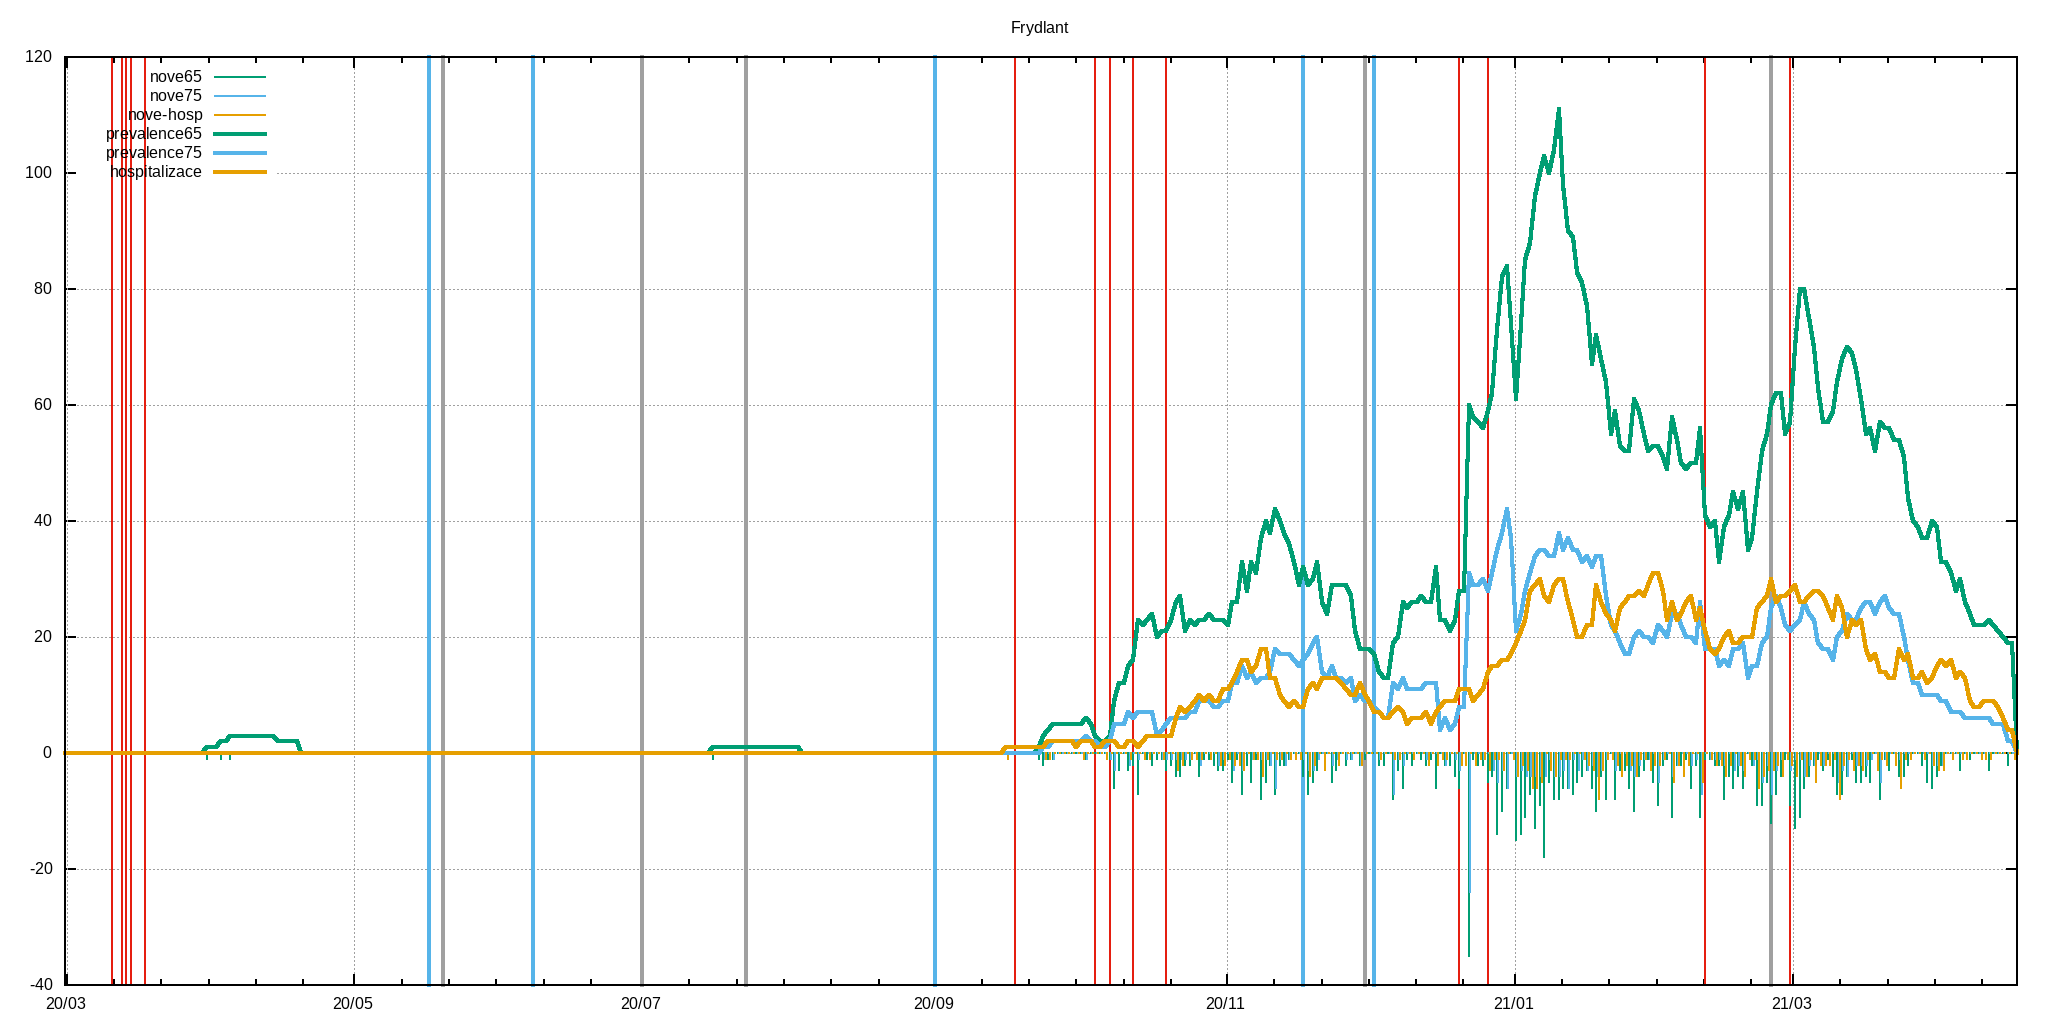 Frydlant
120
nove65
nove75
nove-hosp
prevalence65
prevalence75
hospitalizace
100
80
60
40
20
0
-20
-40
20/03 20/05 20/07 20/09 20/11 21/01 21/03